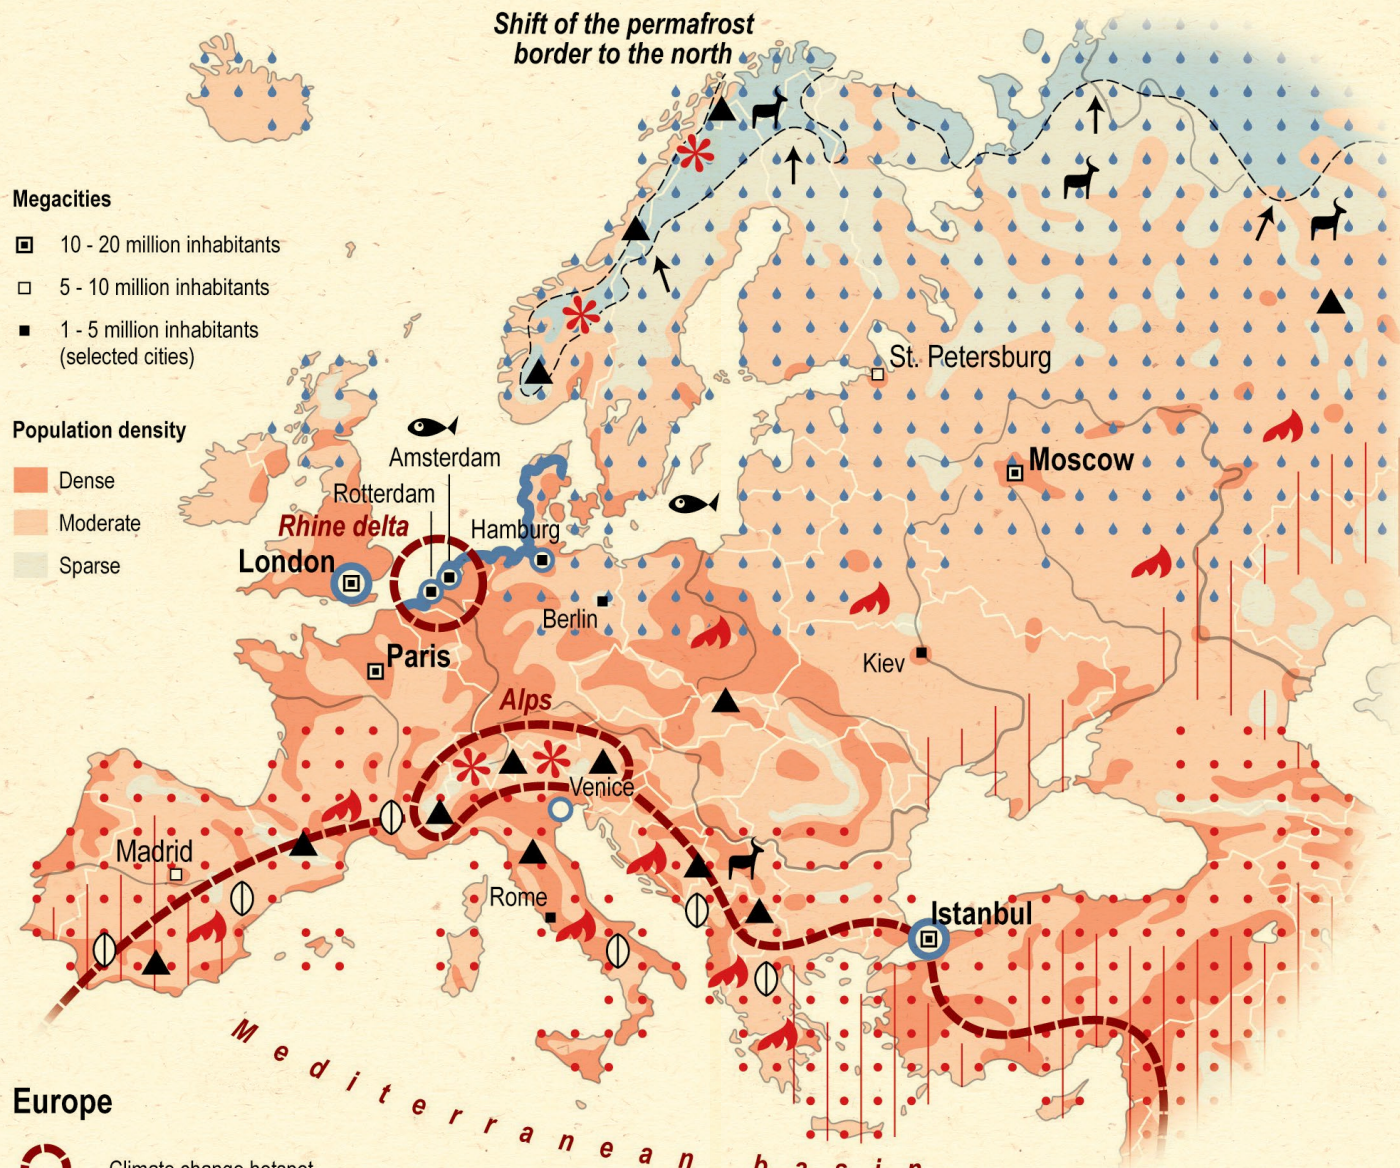 Shift of the permafrost
border to the north
Megacities
10 - 20 million inhabitants
5 - 10 million inhabitants
1 - 5 million inhabitants
(selected cities)
Population density
Dense
Moderate
Sparse
St. Petersburg
Moscow
Amsterdam
Rotterdam
Rhine delta
Hamburg
London
Berlin
Paris
Kiev
Alps
Venice
Madrid
Rome
Istanbul
Mediterranean basin
Europe
Climate change hotspot